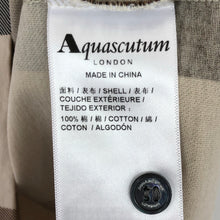 Aquascutum
LONDON
MADE IN CHINA
面料 / 表布 / SHELL / 表布 /
COUCHE EXTÉRIEURE /
TEJIDO EXTERIOR :
100% 棉 / 棉 / COTTON / 綿 /
COTON / ALGODÓN